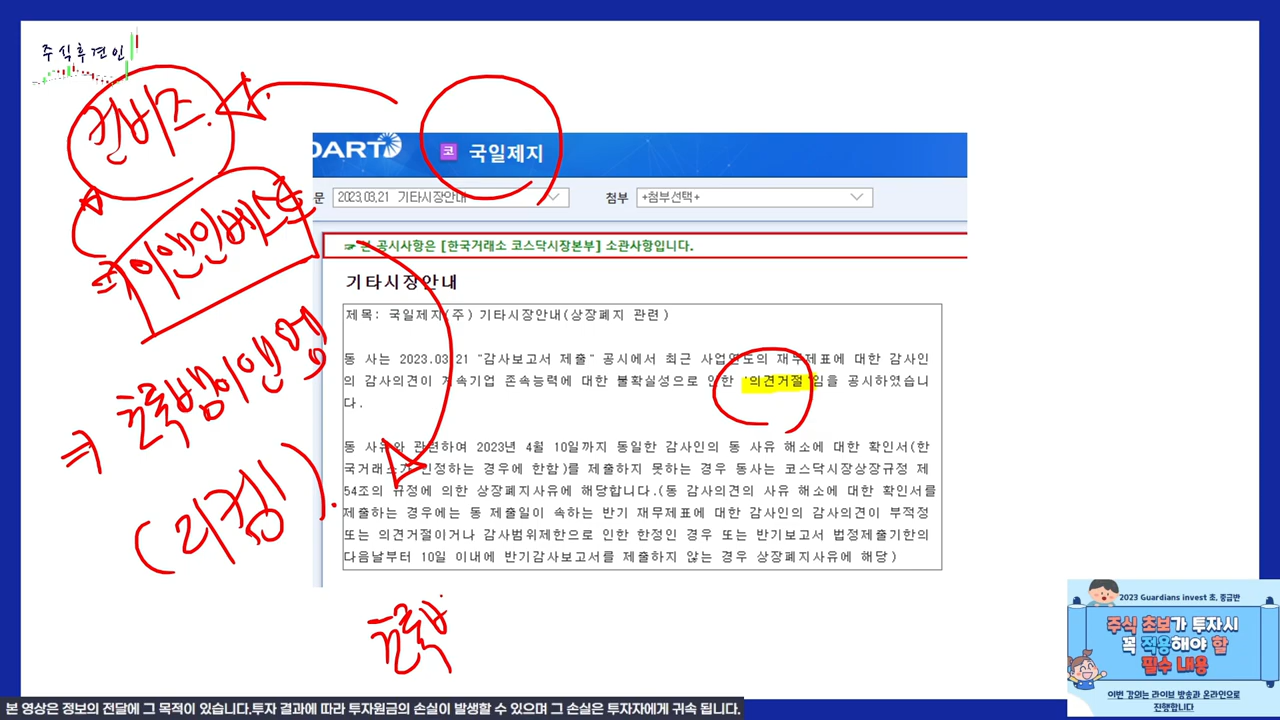 주식후견인
컨비즈.
케이앤인베스트
⇒ 흑뱀이앤엠
(리컴).
흑ㅂ
DART 코 국일제지
문 2023.03.21 기타시장안내 첨부 +첨부선택+
☞ 본 공시사항은 [한국거래소 코스닥시장본부] 소관사항입니다.
기타시장안내
제목: 국일제지(주) 기타시장안내(상장폐지 관련)
동 사는 2023.03.21 "감사보고서 제출" 공시에서 최근 사업연도의 재무제표에 대한 감사인
의 감사의견이 계속기업 존속능력에 대한 불확실성으로 인한 '의견거절'임을 공시하였습니
다.
동 사유와 관련하여 2023년 4월 10일까지 동일한 감사인의 동 사유 해소에 대한 확인서(한
국거래소가 인정하는 경우에 한함)를 제출하지 못하는 경우 동사는 코스닥시장상장규정 제
54조의 규정에 의한 상장폐지사유에 해당합니다.(동 감사의견의 사유 해소에 대한 확인서를
제출하는 경우에는 동 제출일이 속하는 반기 재무제표에 대한 감사인의 감사의견이 부적정
또는 의견거절이거나 감사범위제한으로 인한 한정인 경우 또는 반기보고서 법정제출기한의
다음날부터 10일 이내에 반기감사보고서를 제출하지 않는 경우 상장폐지사유에 해당)
2023 Guardians invest 초, 중급반
주식 초보가 투자시
꼭 적용해야 할
필수 내용
이번 강의는 라이브 방송과 온라인으로
진행합니다
본 영상은 정보의 전달에 그 목적이 있습니다.투자 결과에 따라 투자원금의 손실이 발생할 수 있으며 그 손실은 투자자에게 귀속 됩니다.